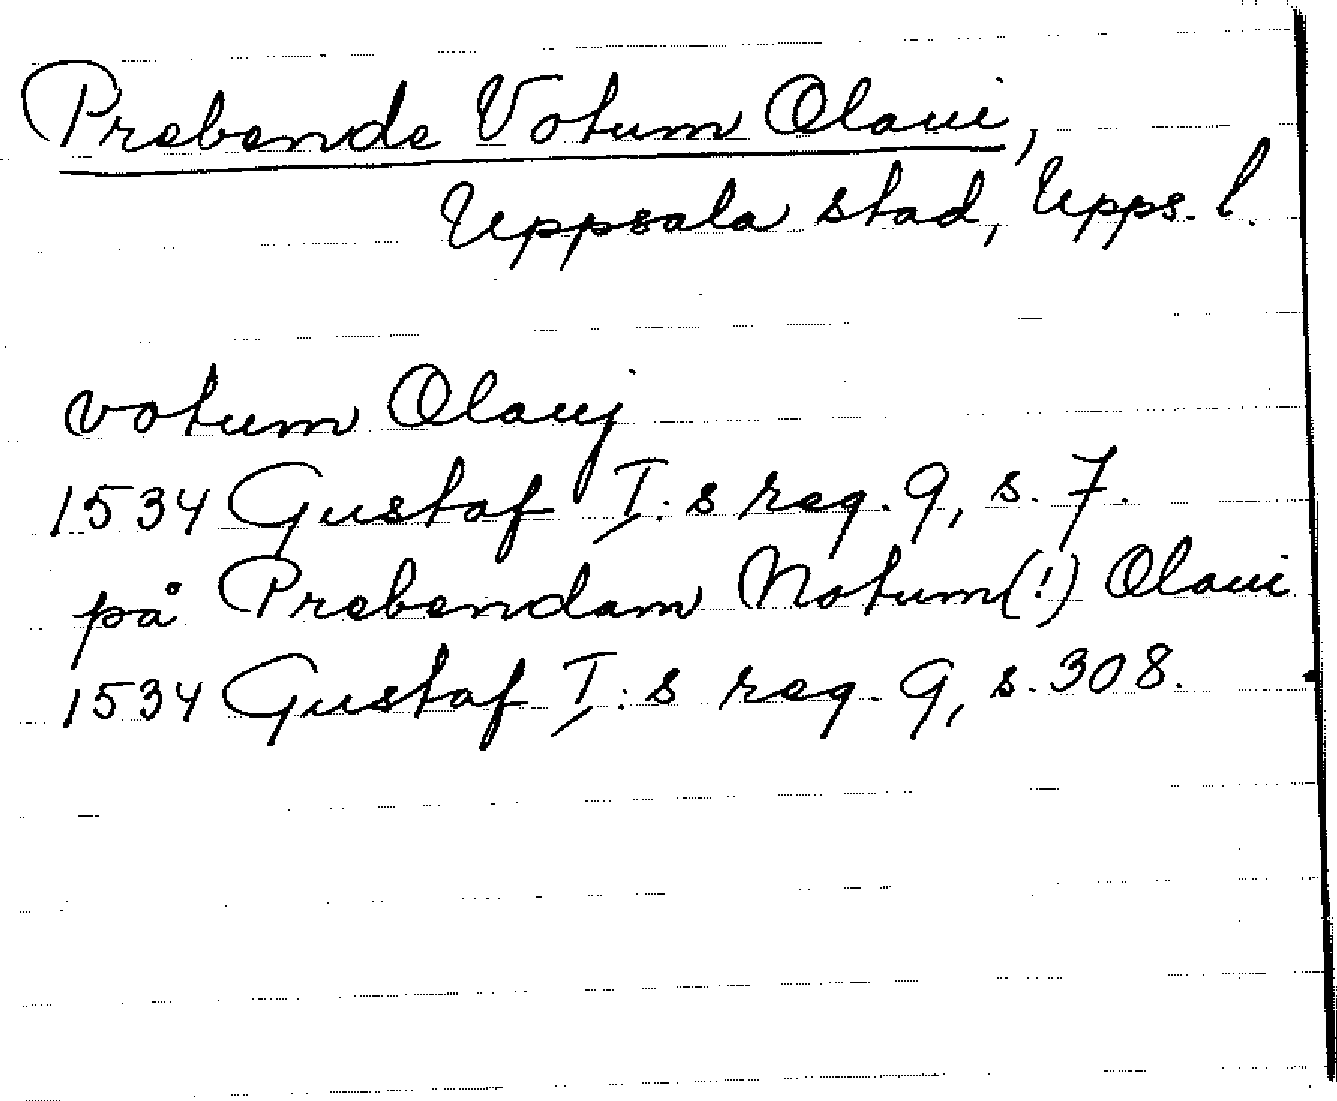 Prebende Votum Olaui,
Uppsala stad, Upps. l.
votum Olauj
1534 Gustaf I:s reg. 9, s. 7.
på Prebendam Notum(!) Olaui
1534 Gustaf I:s reg. 9, s. 308.